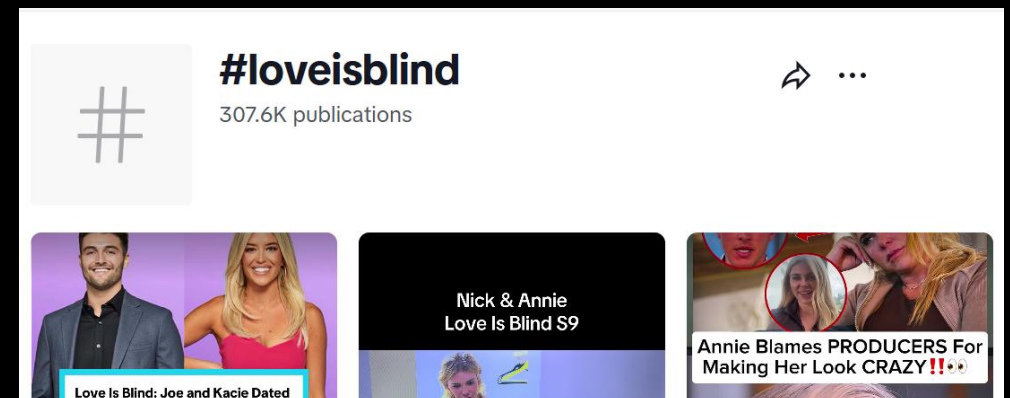 #loveisblind
307.6K publications
Love Is Blind: Joe and Kacie Dated
Nick & Annie
Love Is Blind S9
Annie Blames PRODUCERS For
Making Her Look CRAZY‼️👀